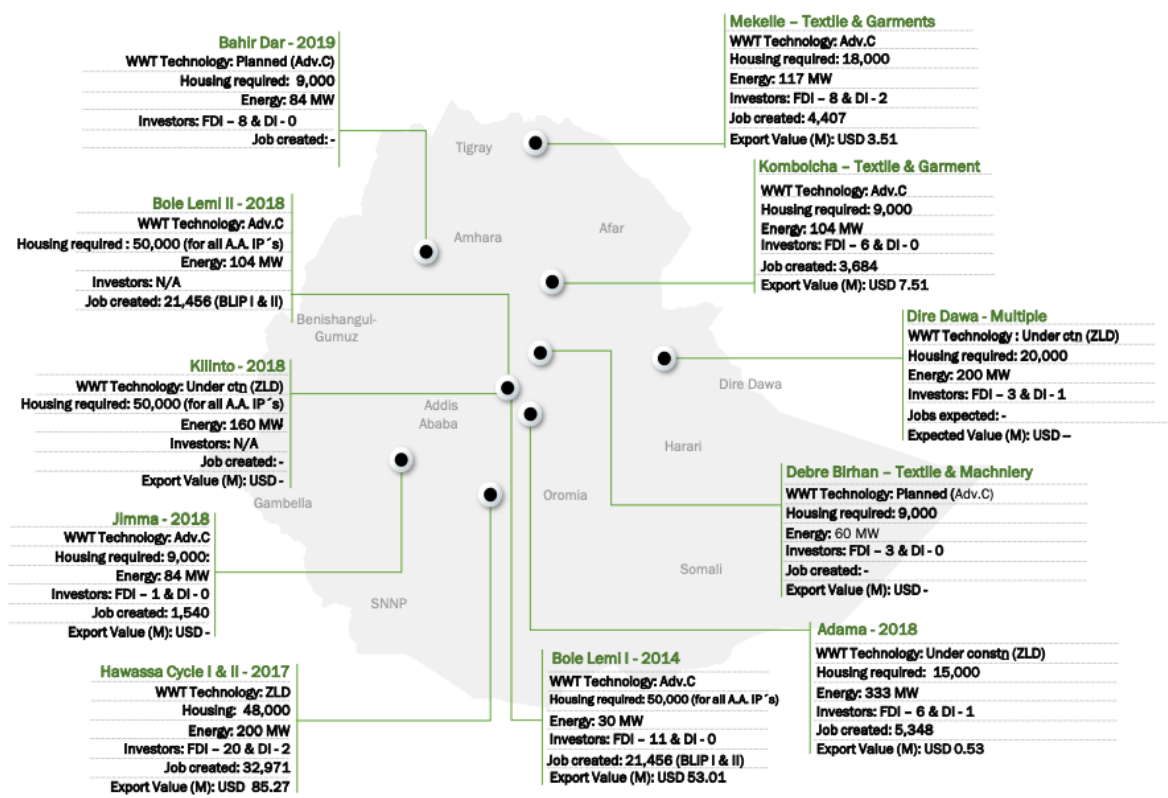 Bahir Dar - 2019
WWT Technology: Planned (Adv.C)
Housing required: 9,000
Energy: 84 MW
Investors: FDI – 8 & DI - 0
Job created: -
Mekelle – Textile & Garments
WWT Technology: Adv.C
Housing required: 18,000
Energy: 117 MW
Investors: FDI – 8 & DI - 2
Job created: 4,407
Export Value (M): USD 3.51
Kombolcha – Textile & Garment
WWT Technology: Adv.C
Housing required: 9,000
Energy: 104 MW
Investors: FDI – 6 & DI - 0
Job created: 3,684
Export Value (M): USD 7.51
Bole Lemi II - 2018
WWT Technology: Adv.C
Housing required : 50,000 (for all A.A. IP´s)
Energy: 104 MW
Investors: N/A
Job created: 21,456 (BLIP I & II)
Tigray
Amhara
Afar
Benishangul-
Gumuz
Dire Dawa - Multiple
WWT Technology : Under ctn (ZLD)
Housing required: 20,000
Energy: 200 MW
Investors: FDI – 3 & DI - 1
Jobs expected: -
Expected Value (M): USD –
Kilinto - 2018
WWT Technology: Under ctn (ZLD)
Housing required: 50,000 (for all A.A. IP´s)
Energy: 160 MW
Investors: N/A
Job created: -
Export Value (M): USD -
Dire Dawa
Addis
Ababa
Harari
Oromia
Gambella
Somali
SNNP
Debre Birhan – Textile & Machniery
WWT Technology: Planned (Adv.C)
Housing required: 9,000
Energy: 60 MW
Investors: FDI – 3 & DI - 0
Job created: -
Export Value (M): USD -
Jimma - 2018
WWT Technology: Adv.C
Housing required: 9,000:
Energy: 84 MW
Investors: FDI – 1 & DI - 0
Job created: 1,540
Export Value (M): USD -
Adama - 2018
WWT Technology: Under constn (ZLD)
Housing required: 15,000
Energy: 333 MW
Investors: FDI – 6 & DI - 1
Job created: 5,348
Export Value (M): USD 0.53
Hawassa Cycle I & II - 2017
WWT Technology: ZLD
Housing: 48,000
Energy: 200 MW
Investors: FDI – 20 & DI - 2
Job created: 32,971
Export Value (M): USD 85.27
Bole Lemi I - 2014
WWT Technology: Adv.C
Housing required: 50,000 (for all A.A. IP´s)
Energy: 30 MW
Investors: FDI – 11 & DI - 0
Job created: 21,456 (BLIP I & II)
Export Value (M): USD 53.01